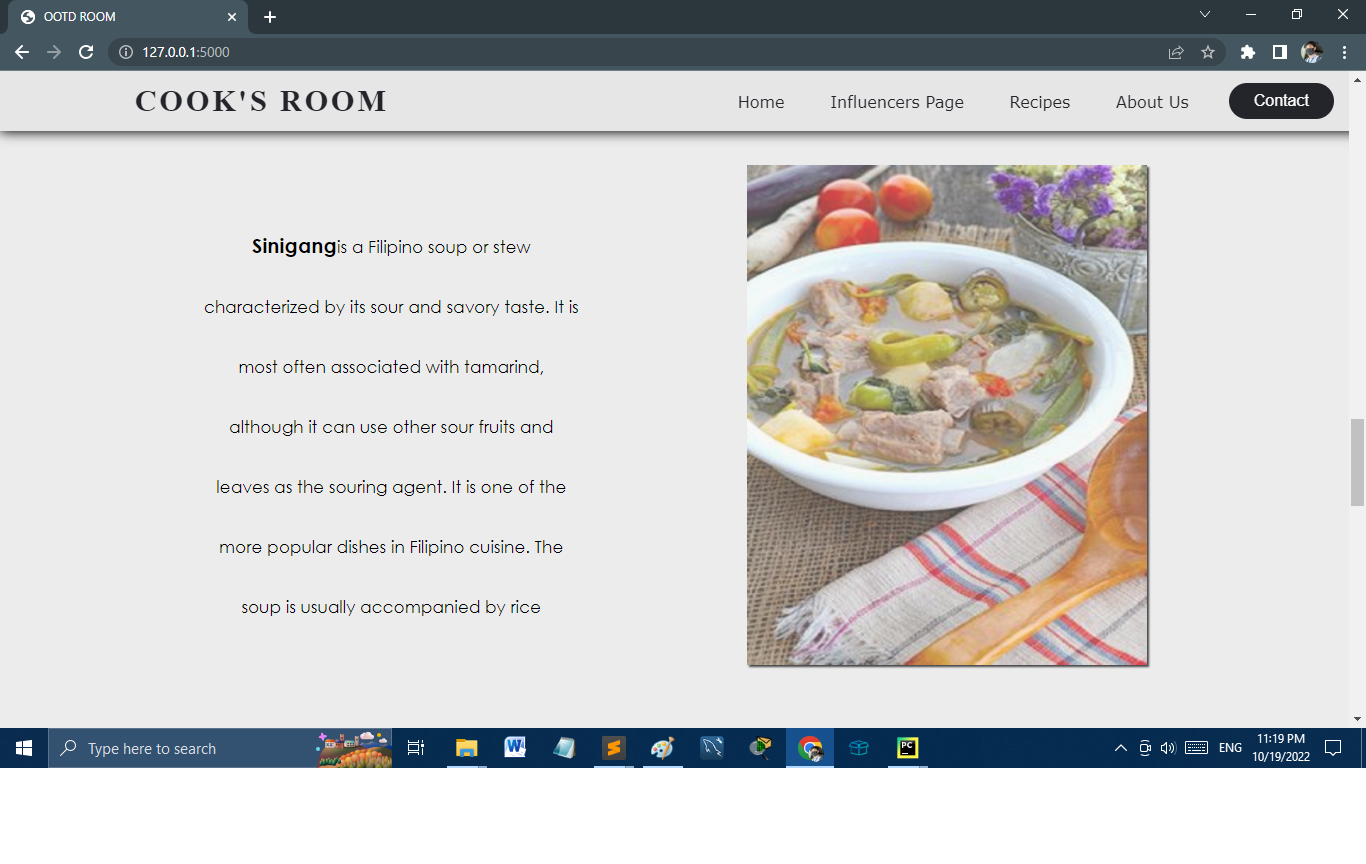 OOTD ROOM
127.0.0.1:5000
COOK'S ROOM
Home Influencers Page Recipes About Us Contact
Sinigangis a Filipino soup or stew
characterized by its sour and savory taste. It is
most often associated with tamarind,
although it can use other sour fruits and
leaves as the souring agent. It is one of the
more popular dishes in Filipino cuisine. The
soup is usually accompanied by rice
Type here to search
W
PC
ENG
11:19 PM
10/19/2022